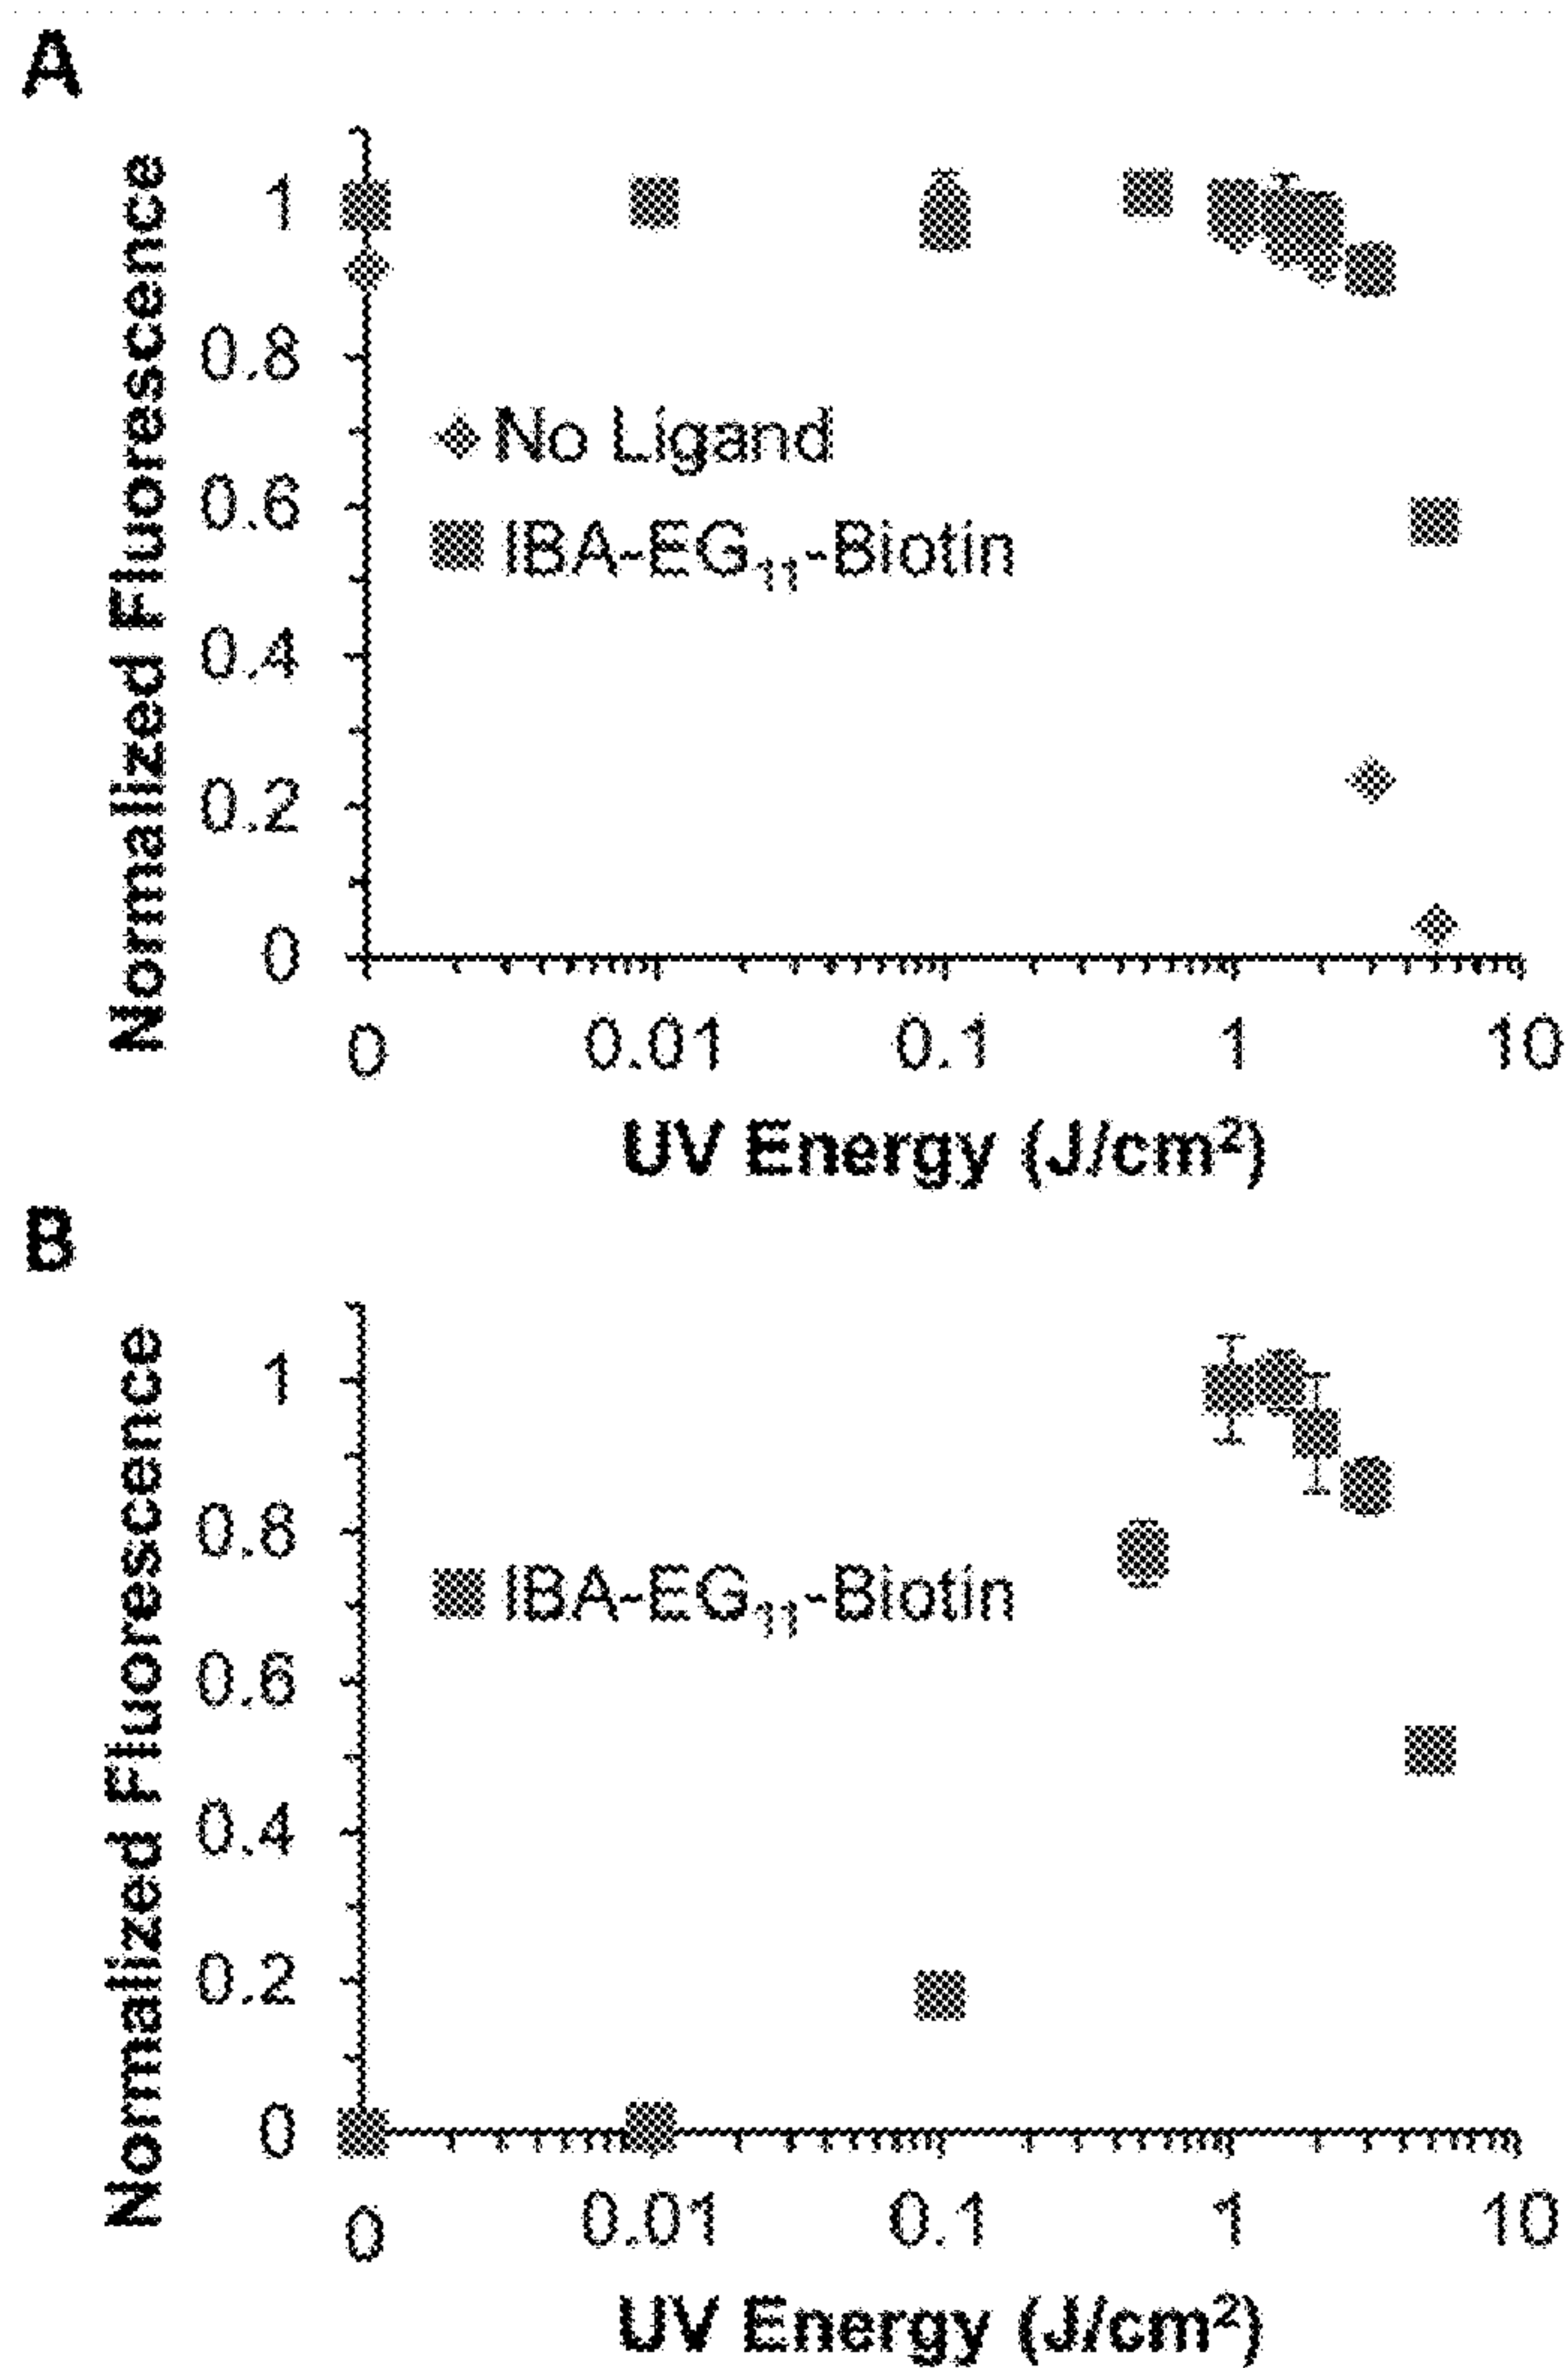 A
Normalized Fluorescence
1
0.8
0.6
0.4
0.2
0
No Ligand
IBA-EG₁₁-Biotin
0 0.01 0.1 1 10
UV Energy (J/cm²)
B
Normalized Fluorescence
1
0.8
0.6
0.4
0.2
0
IBA-EG₁₁-Biotin
0 0.01 0.1 1 10
UV Energy (J/cm²)